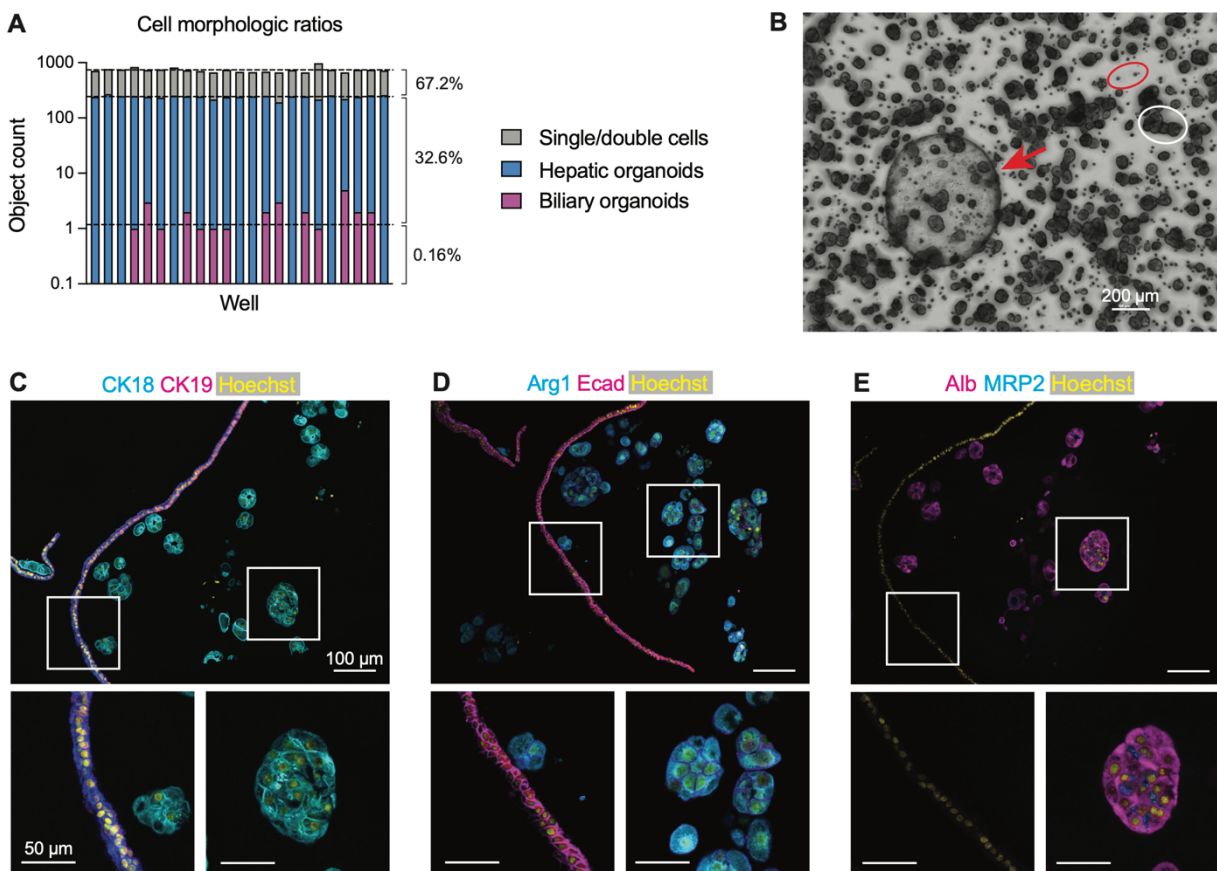 A
Cell morphologic ratios
1000
100
10
1
0.1
Object count
Well
67.2%
32.6%
0.16%
Single/double cells
Hepatic organoids
Biliary organoids
B
200 µm
C
CK18 CK19 Hoechst
100 µm
50 µm
D
Arg1 Ecad Hoechst
E
Alb MRP2 Hoechst